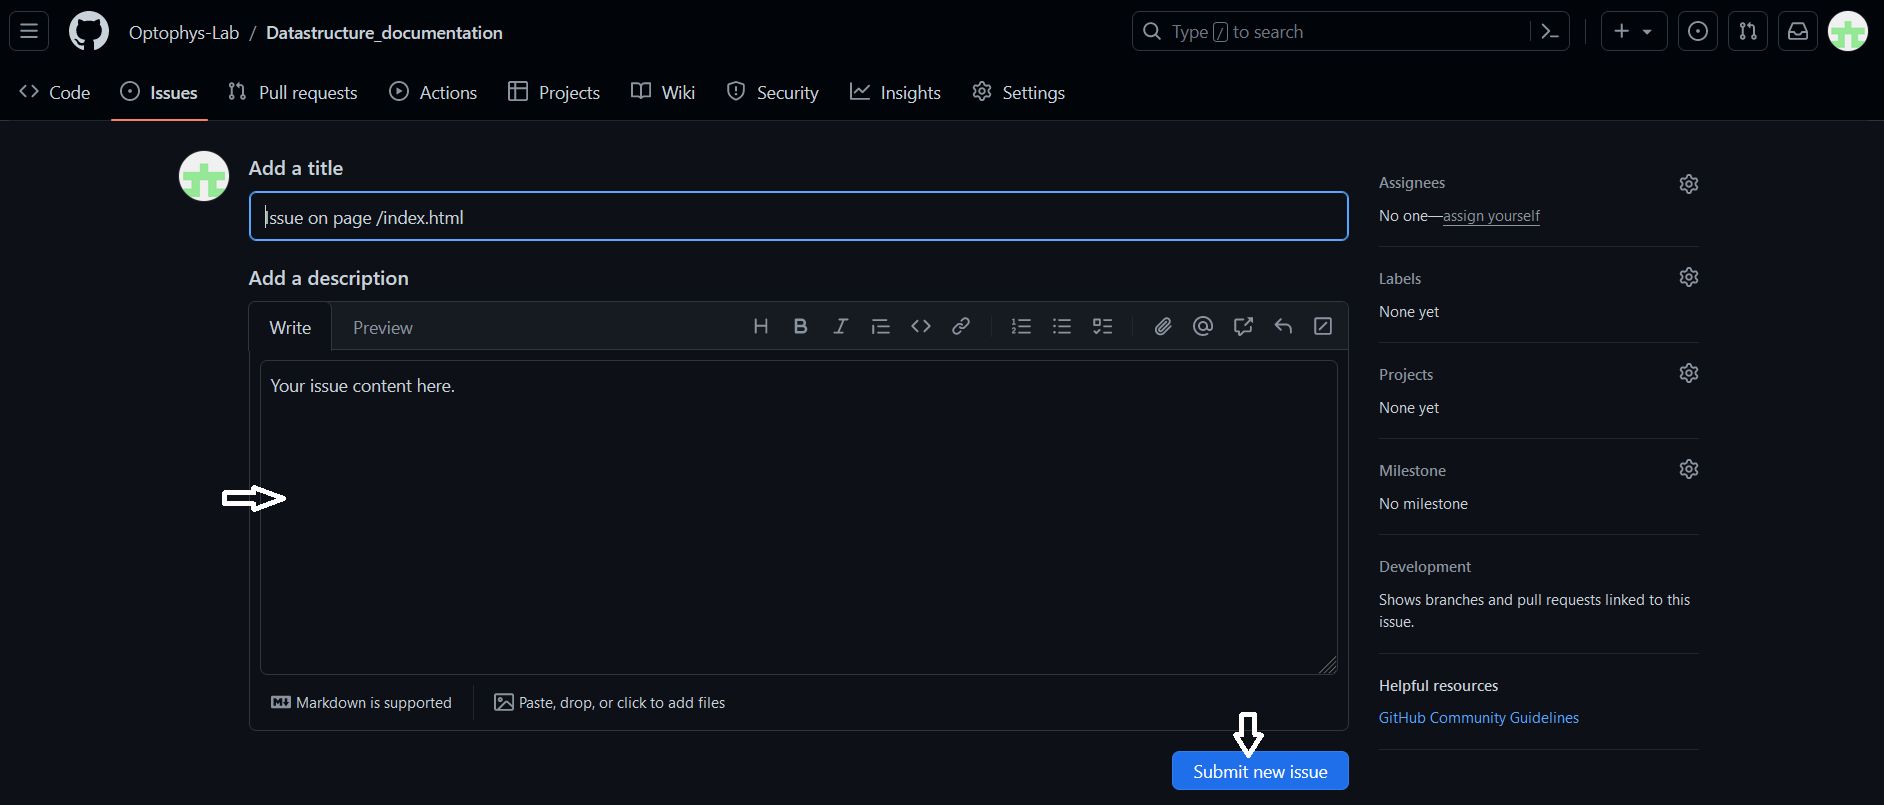 Optophys-Lab / Datastructure_documentation
Type / to search
Code Issues Pull requests Actions Projects Wiki Security Insights Settings
Add a title
Issue on page /index.html
Add a description
Write Preview
Your issue content here.
Markdown is supported
Paste, drop, or click to add files
Submit new issue
Assignees
No one—assign yourself
Labels
None yet
Projects
None yet
Milestone
No milestone
Development
Shows branches and pull requests linked to this
issue.
Helpful resources
GitHub Community Guidelines